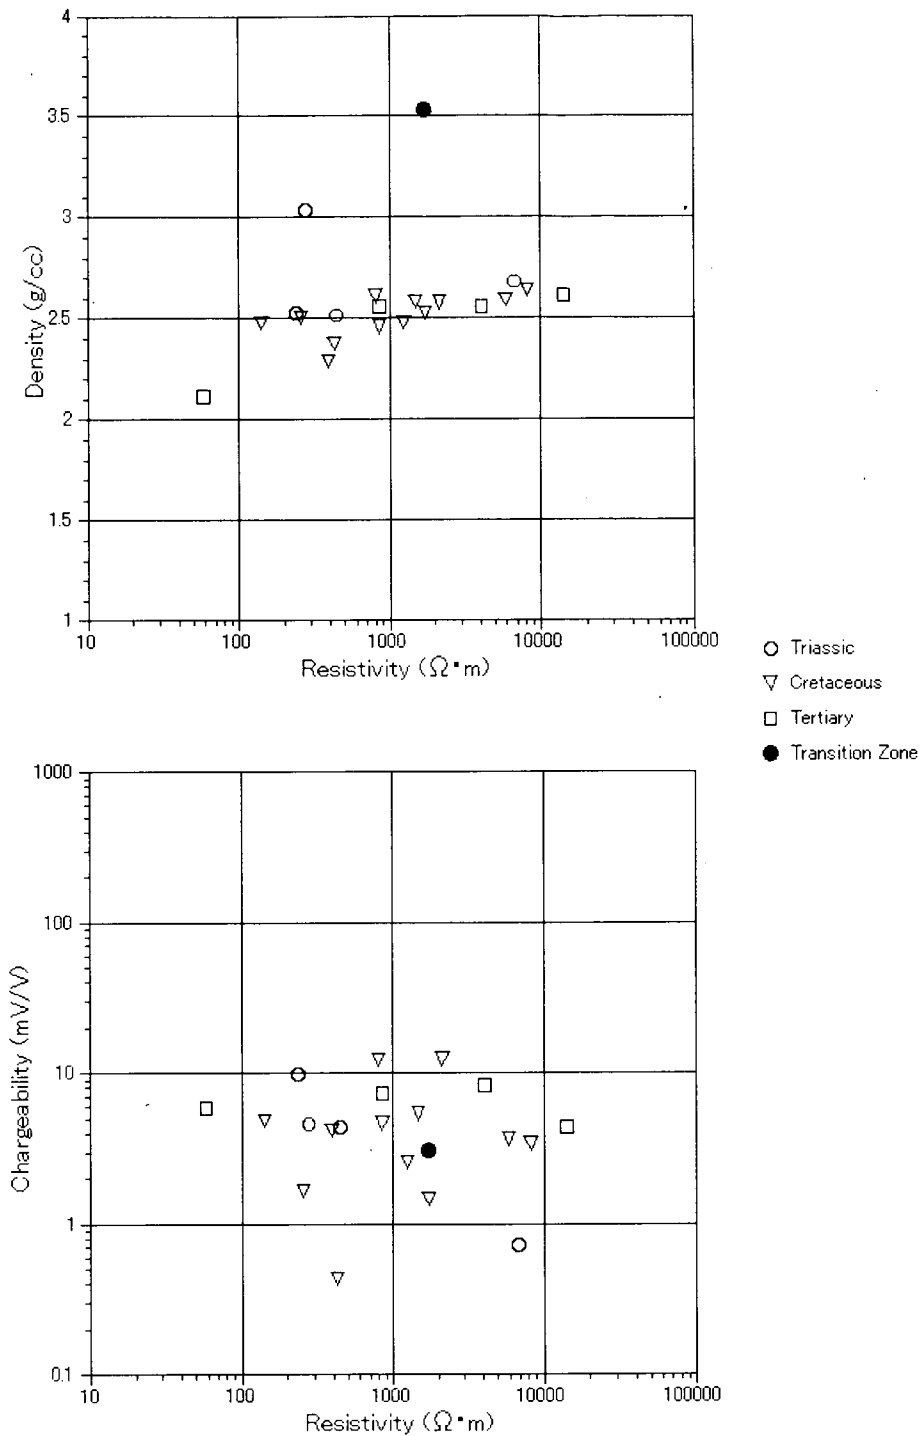 4
3.5
3
2.5
2
1.5
1
Density (g/cc)
10
100
1000
10000
100000
Resistivity (Ω・m)
Triassic
Cretaceous
Tertiary
Transition Zone
1000
100
10
1
0.1
Chargeability (mV/V)
10
100
1000
10000
100000
Resistivity (Ω・m)